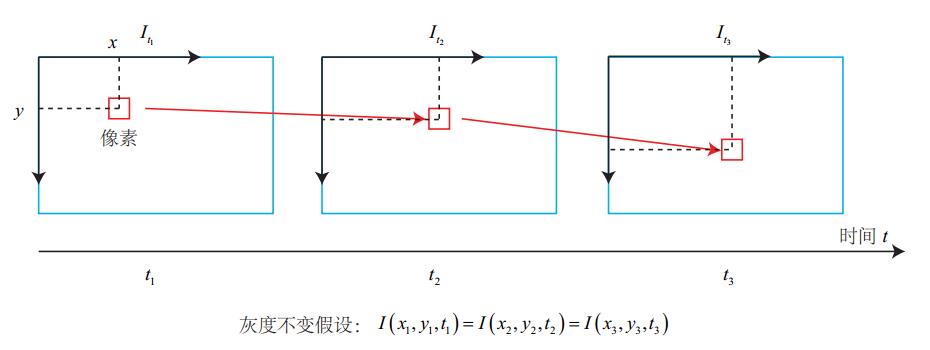 x I_{t_1} I_{t_2} I_{t_3}
y
像素
时间 t
t_1 t_2 t_3
灰度不变假设： I(x_1, y_1, t_1) = I(x_2, y_2, t_2) = I(x_3, y_3, t_3)